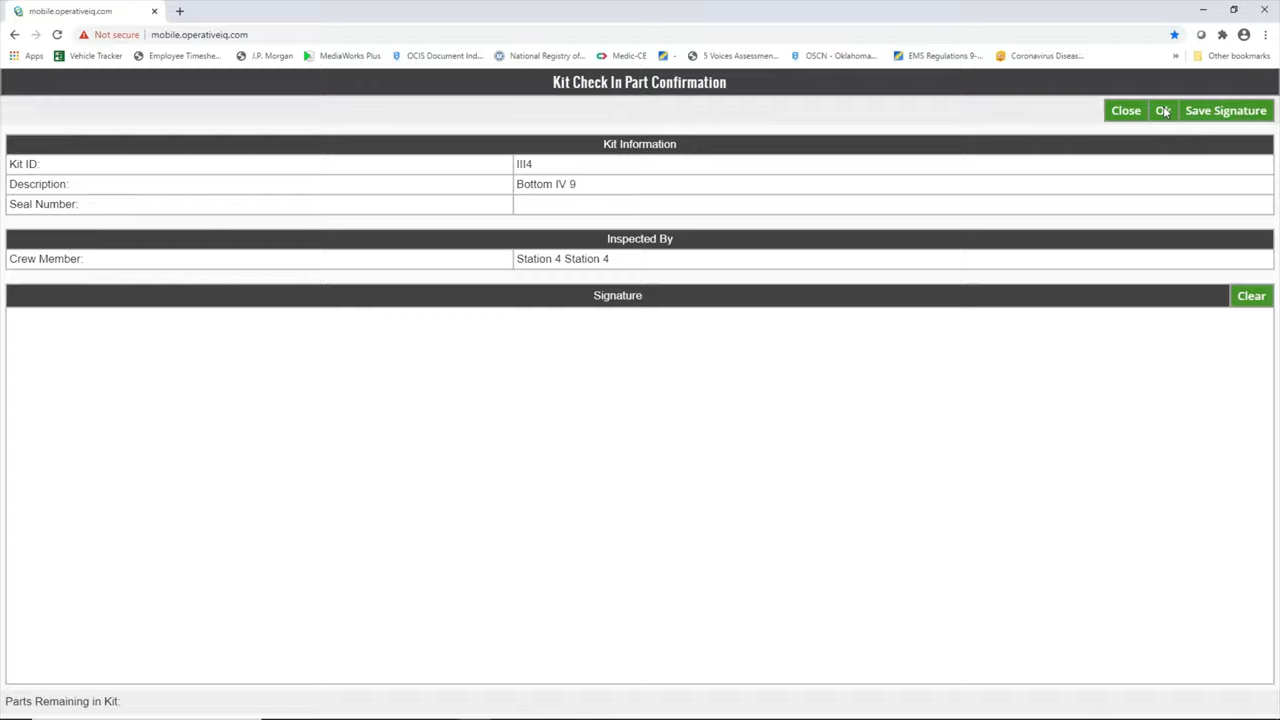 mobile.operativeiq.com
Not secure | mobile.operativeiq.com
Apps Vehicle Tracker Employee Timeshe... J.P. Morgan MediaWorks Plus OCIS Document Ind... National Registry of... Medic-CE - 5 Voices Assessmen... OSCN - Oklahoma... EMS Regulations 9-... Coronavirus Diseas... » Other bookmarks
Kit Check In Part Confirmation
Close Ok Save Signature
Kit Information
Kit ID: III4
Description: Bottom IV 9
Seal Number:
Inspected By
Crew Member: Station 4 Station 4
Signature Clear
Parts Remaining in Kit: